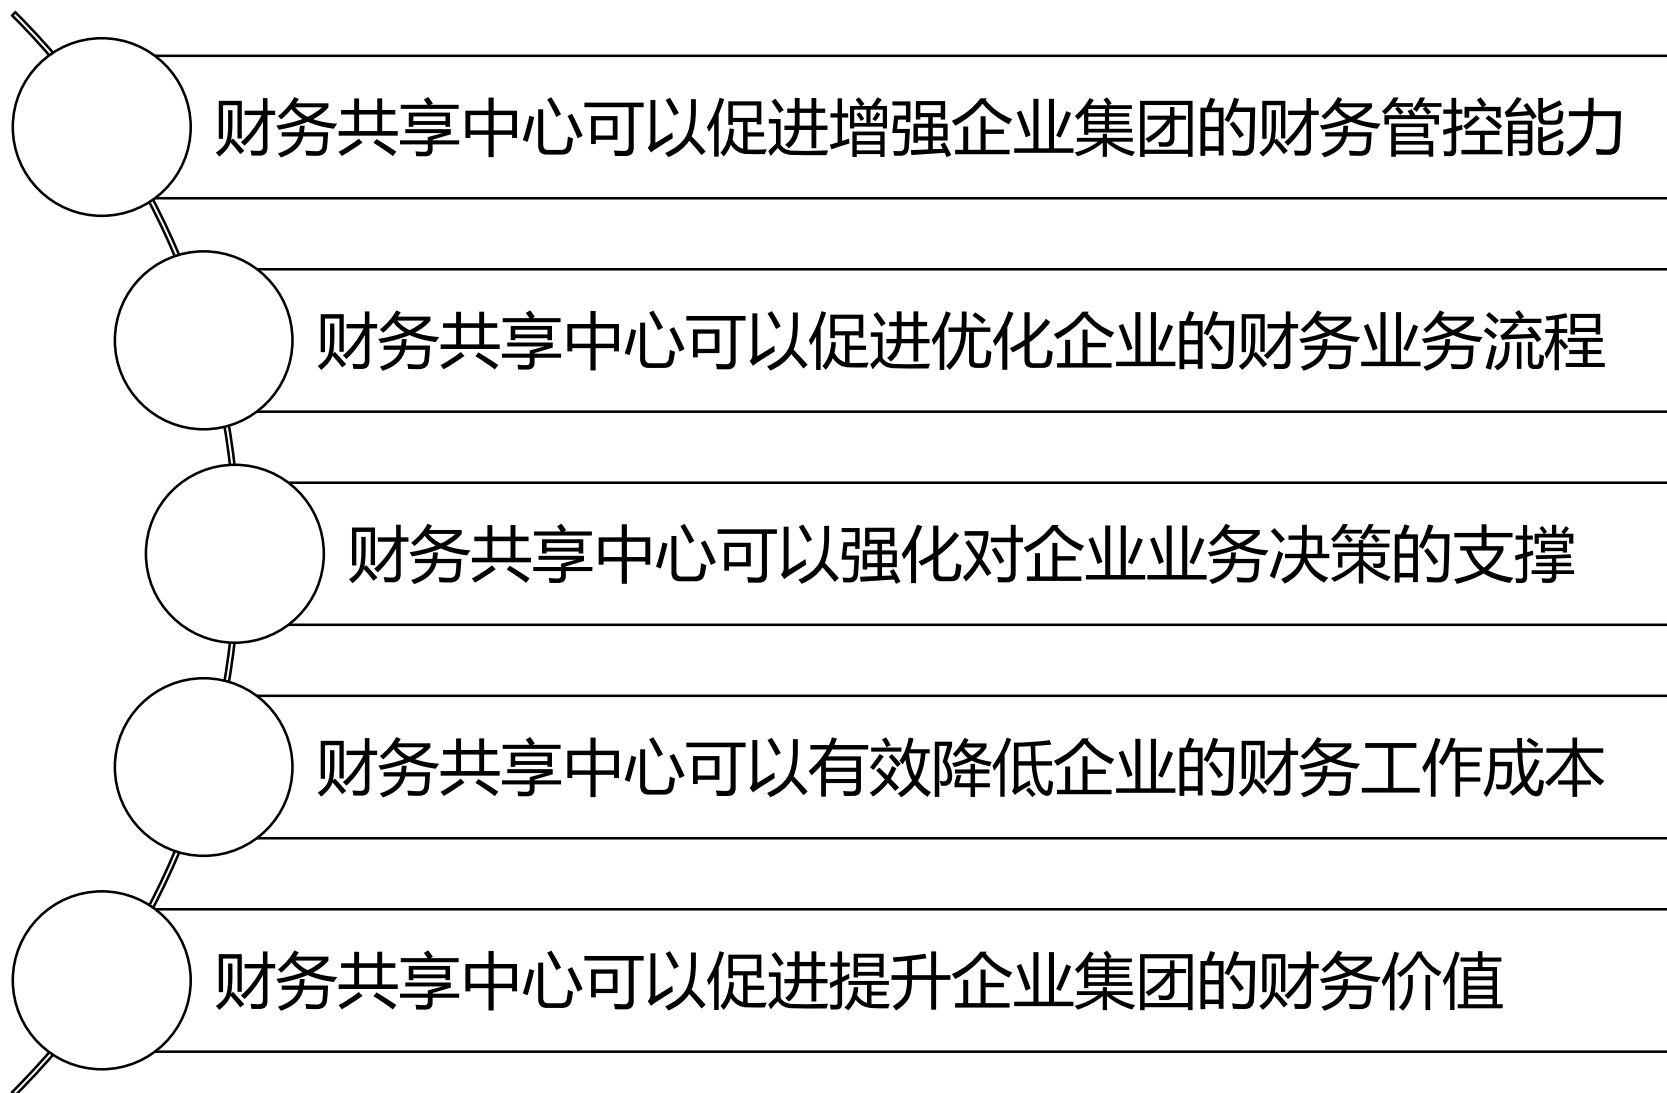 财务共享中心可以促进增强企业集团的财务管控能力
财务共享中心可以促进优化企业的财务业务流程
财务共享中心可以强化对企业业务决策的支撑
财务共享中心可以有效降低企业的财务工作成本
财务共享中心可以促进提升企业集团的财务价值